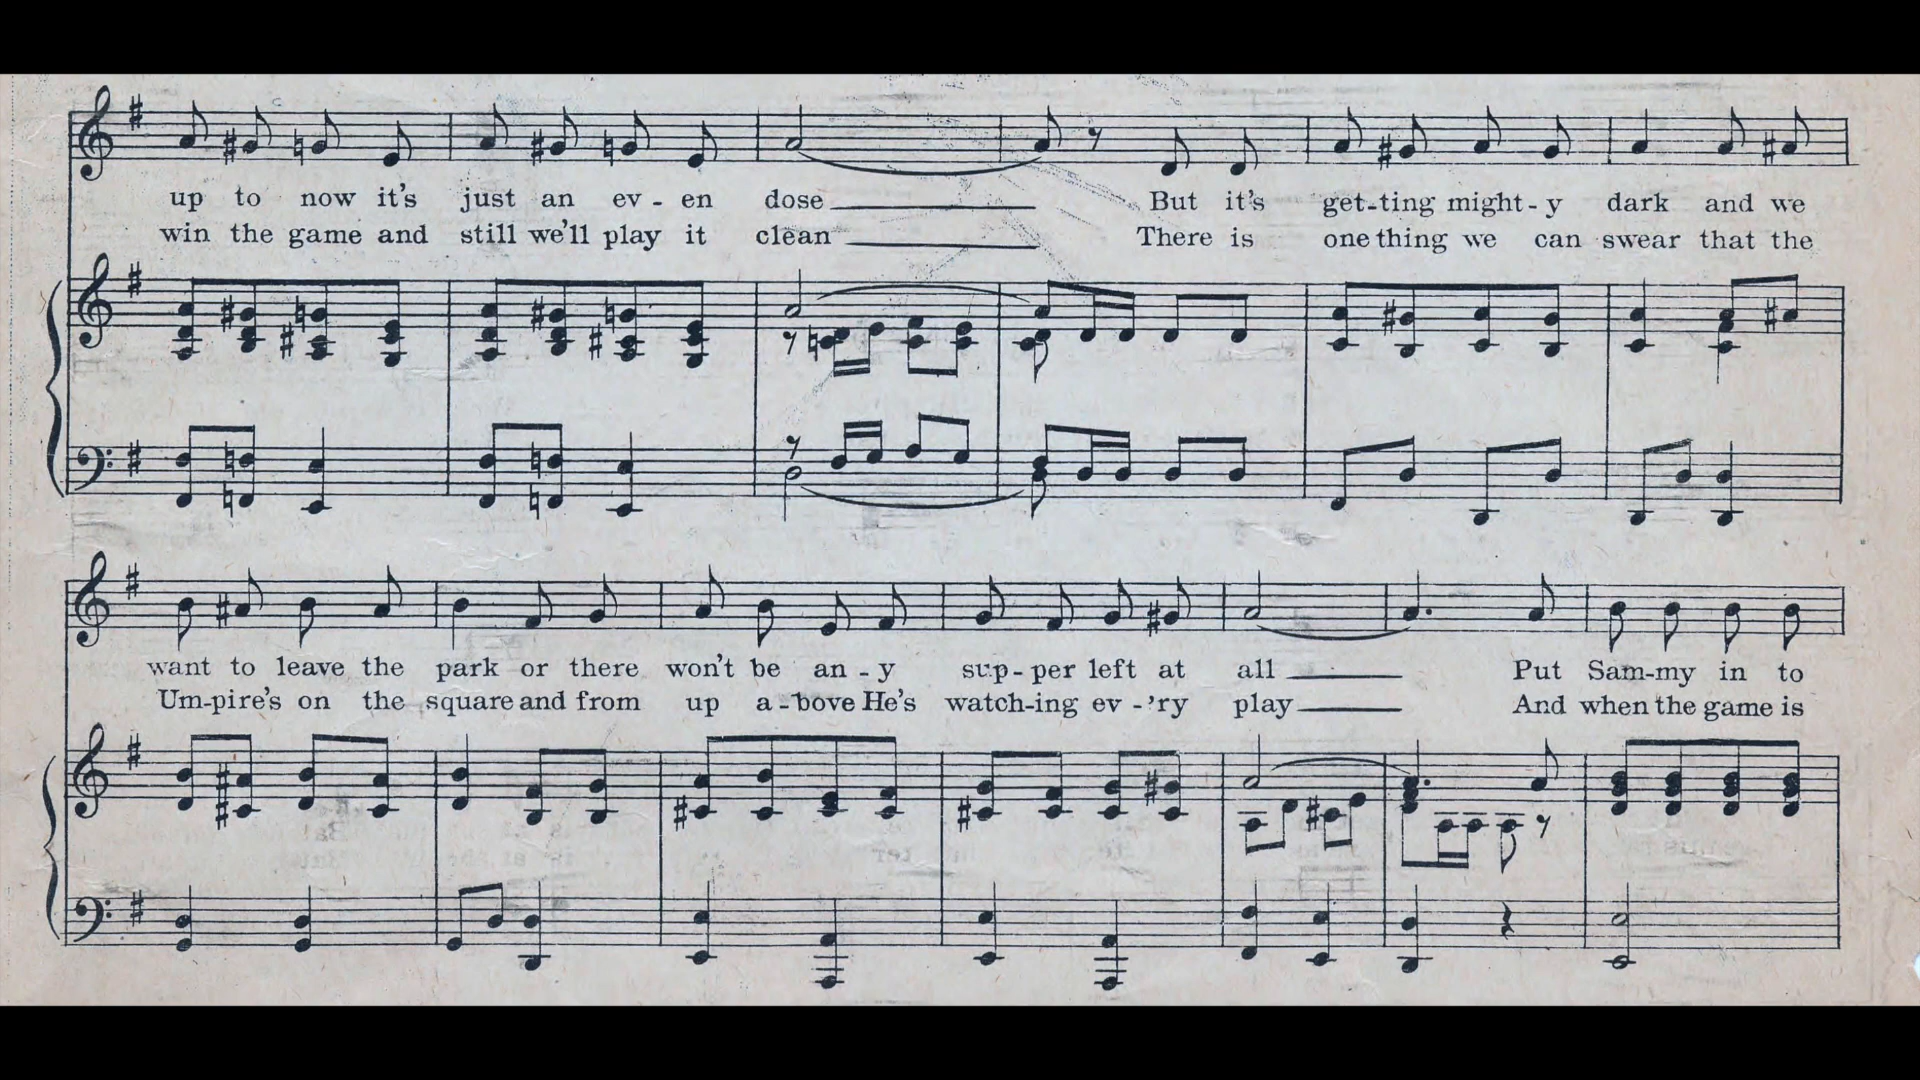 up to now it's just an ev - en dose But it's get-ting might-y dark and we
win the game and still we'll play it clean There is one thing we can swear that the
want to leave the park or there won't be an - y sup-per left at all Put Sam-my in to
Um-pire's on the square and from up a-bove He's watch-ing ev-'ry play And when the game is